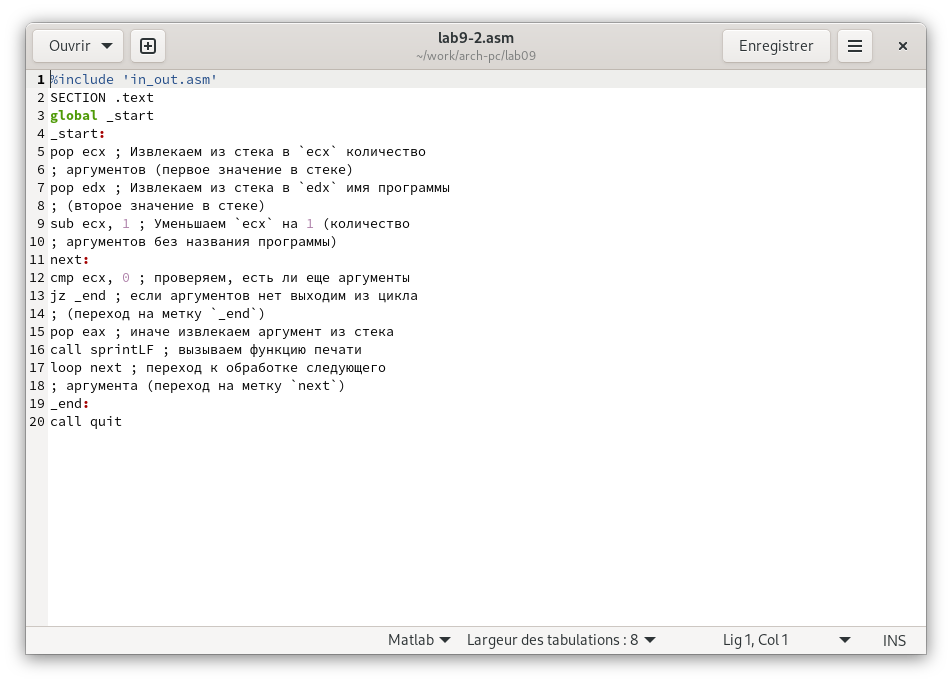 Ouvrir
lab9-2.asm
~/work/arch-pc/lab09
Enregistrer
1 %include 'in_out.asm'
2 SECTION .text
3 global _start
4 _start:
5 pop ecx ; Извлекаем из стека в `ecx` количество
6 ; аргументов (первое значение в стеке)
7 pop edx ; Извлекаем из стека в `edx` имя программы
8 ; (второе значение в стеке)
9 sub ecx, 1 ; Уменьшаем `ecx` на 1 (количество
10 ; аргументов без названия программы)
11 next:
12 cmp ecx, 0 ; проверяем, есть ли еще аргументы
13 jz _end ; если аргументов нет выходим из цикла
14 ; (переход на метку `_end`)
15 pop eax ; иначе извлекаем аргумент из стека
16 call sprintLF ; вызываем функцию печати
17 loop next ; переход к обработке следующего
18 ; аргумента (переход на метку `next`)
19 _end:
20 call quit
Matlab
Largeur des tabulations : 8
Lig 1, Col 1
INS